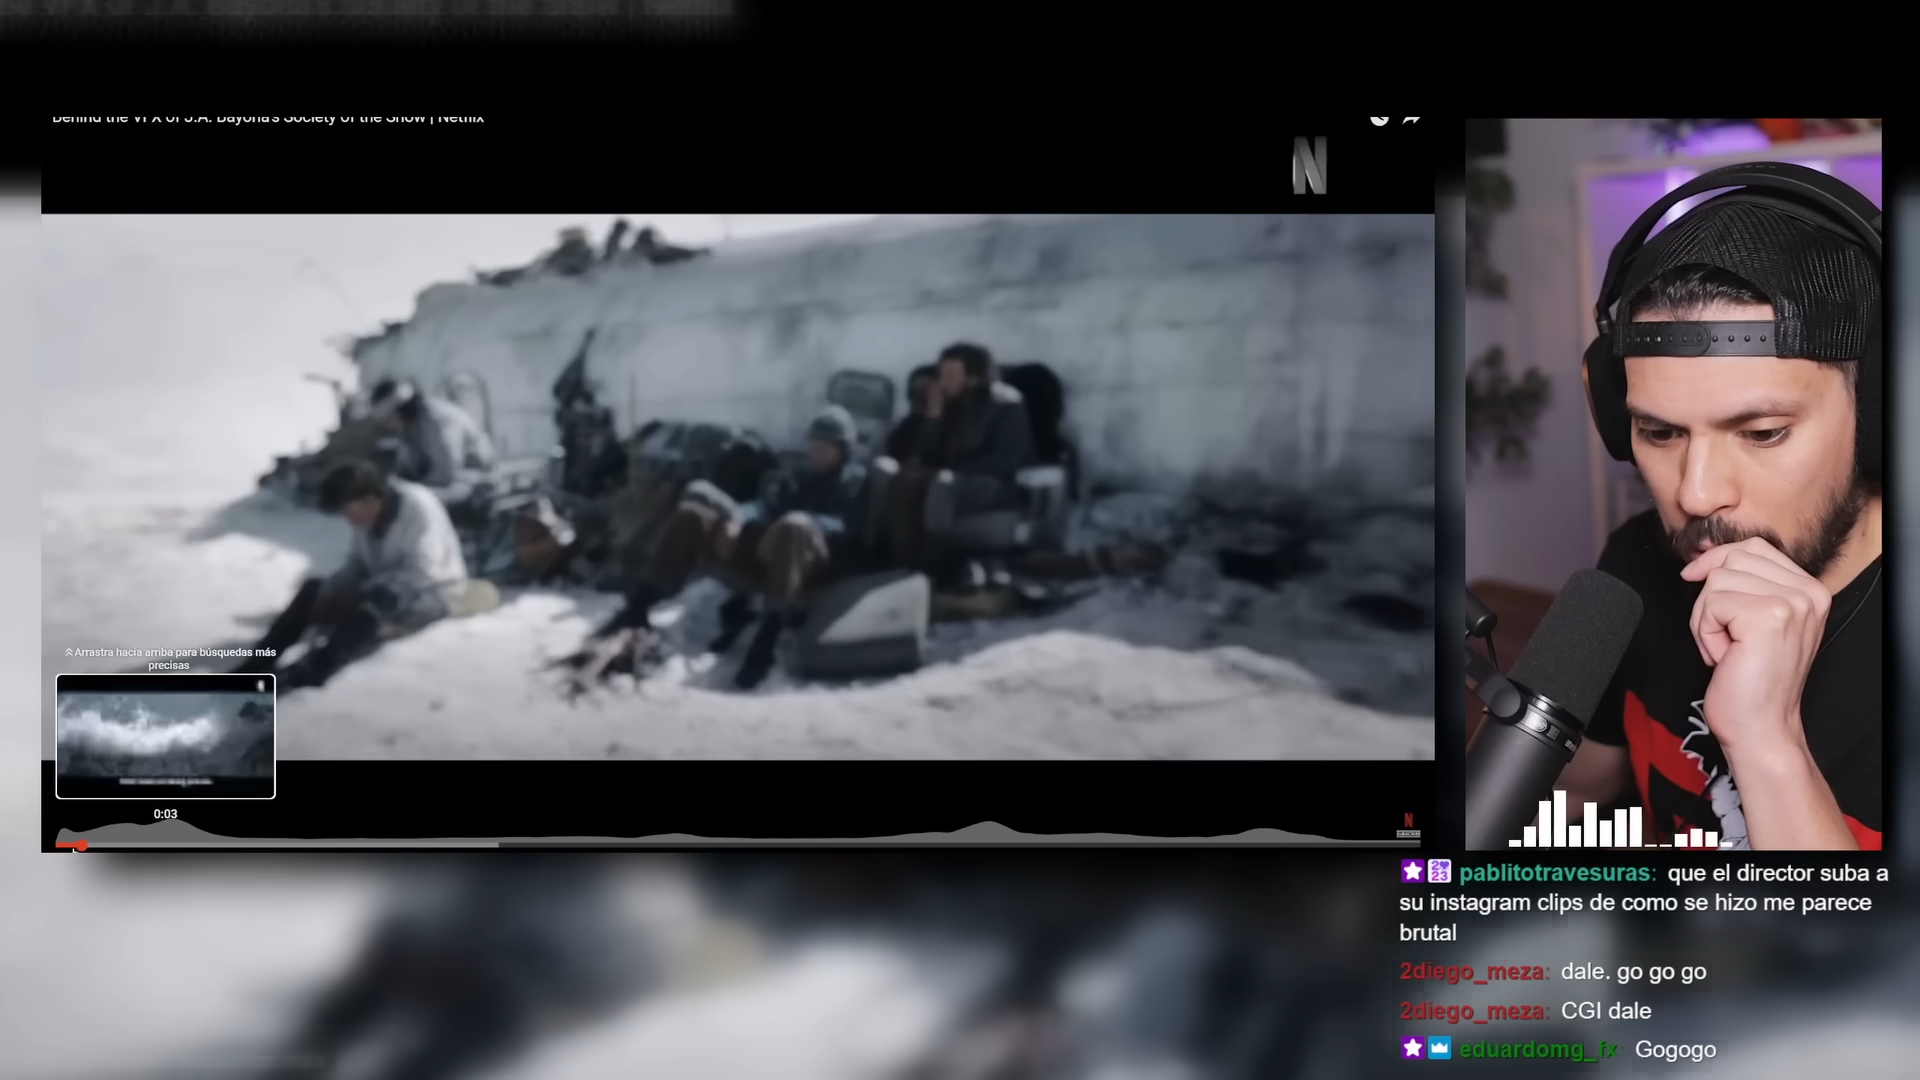 Behind the VFX of J.A. Bayona's Society of the Snow | Netflix
N
Arrastra hacia arriba para búsquedas más
precisas
0:03
N
SUBSCRIBE
2023
pablitotravesuras: que el director suba a
su instagram clips de como se hizo me parece
brutal
2diego_meza: dale. go go go
2diego_meza: CGI dale
eduardomg_fx: Gogogo